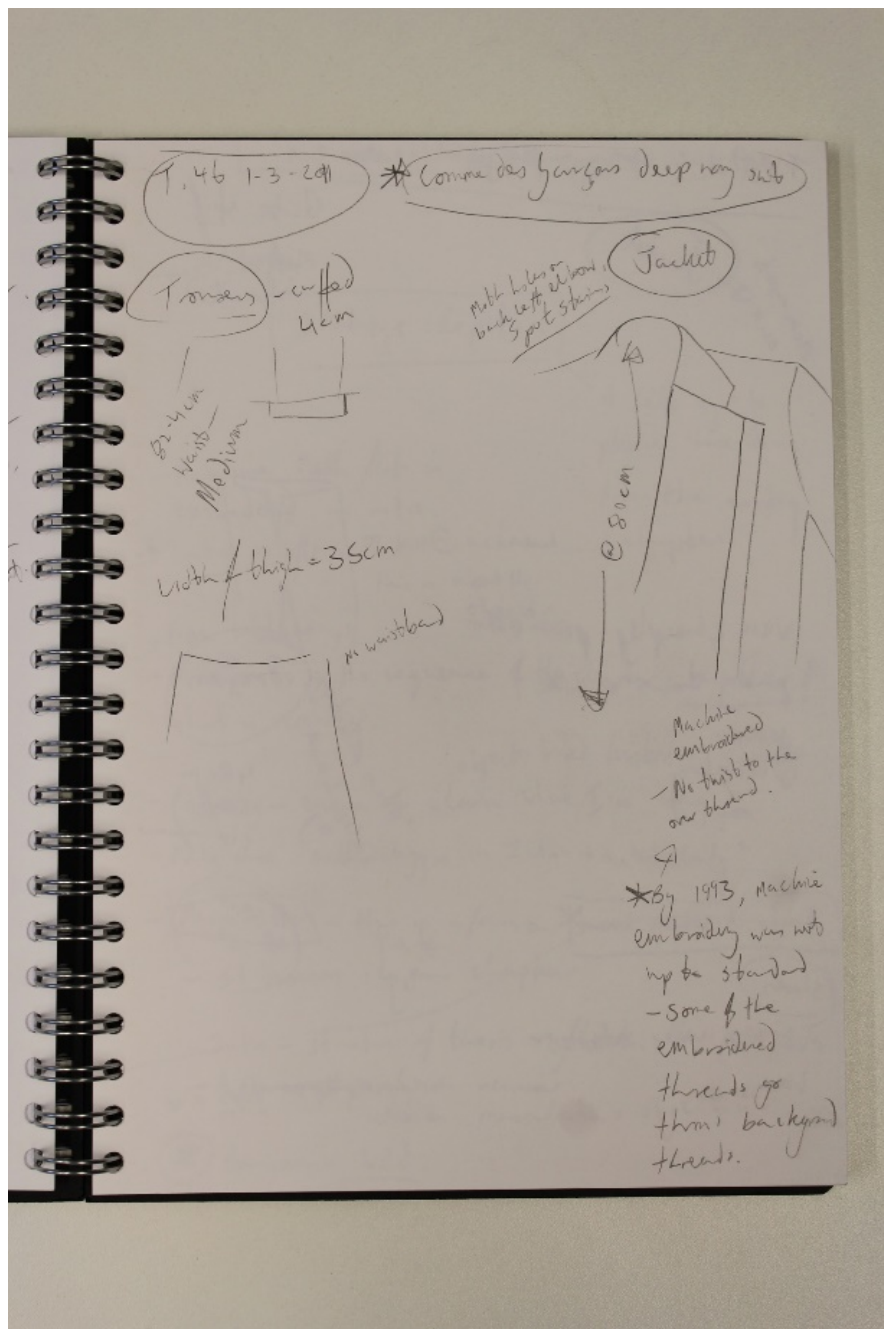 T. 46 1-3-2011
* Comme des Garçons deep navy suit
Trousers - cuffed
4cm
82.4cm
waist -
Medium
width of thigh = 35cm
No waistband
Jacket
Moth holes on
back left elbow,
Spot stains
@ 80cm
Machine
embroidered
- No twist to the
over thread.
*By 1993, Machine
embroidery was not
up to standard
- Some of the
embroidered
threads go
thro' background
threads.